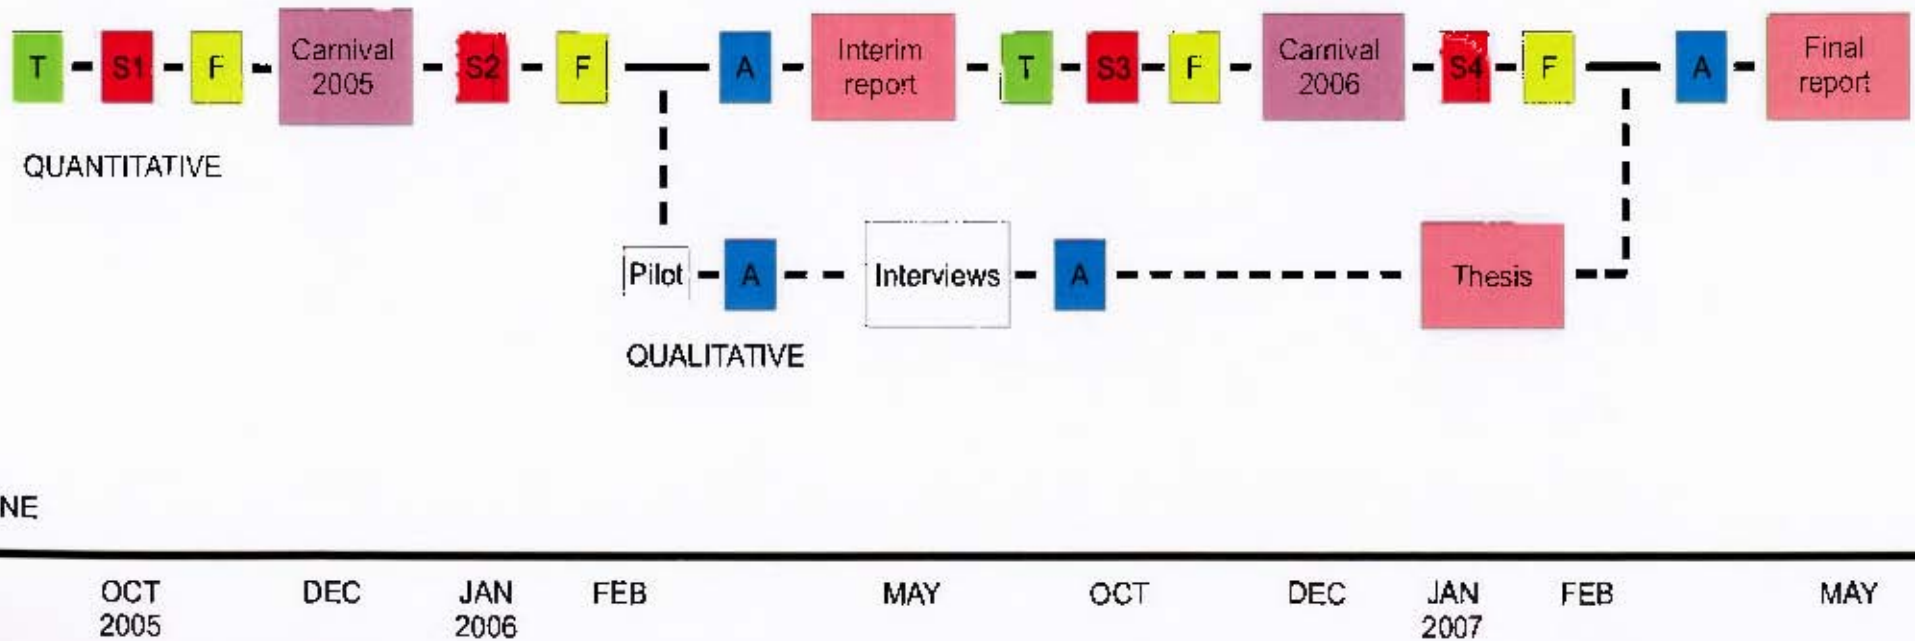 T S1 F Carnival 2005 S2 F A Interim report T S3 F Carnival 2006 S4 F A Final report
QUANTITATIVE
Pilot A Interviews A Thesis
QUALITATIVE
NE
OCT 2005 DEC JAN 2006 FEB MAY OCT DEC JAN 2007 FEB MAY